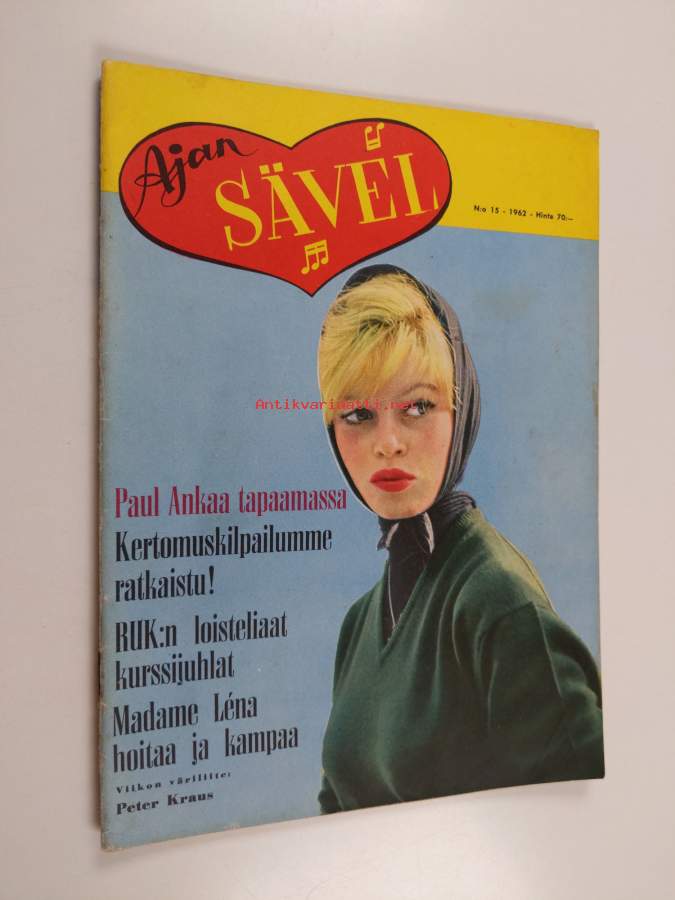 Ajan
SÄVEL
N:o 15 - 1962 - Hinta 70:—
Antikvariaatti.net
Paul Ankaa tapaamassa
Kertomuskilpailumme
ratkaistu!
RUK:n loisteliaat
kurssijuhlat
Madame Léna
hoitaa ja kampaa
Viikon väriliite:
Peter Kraus